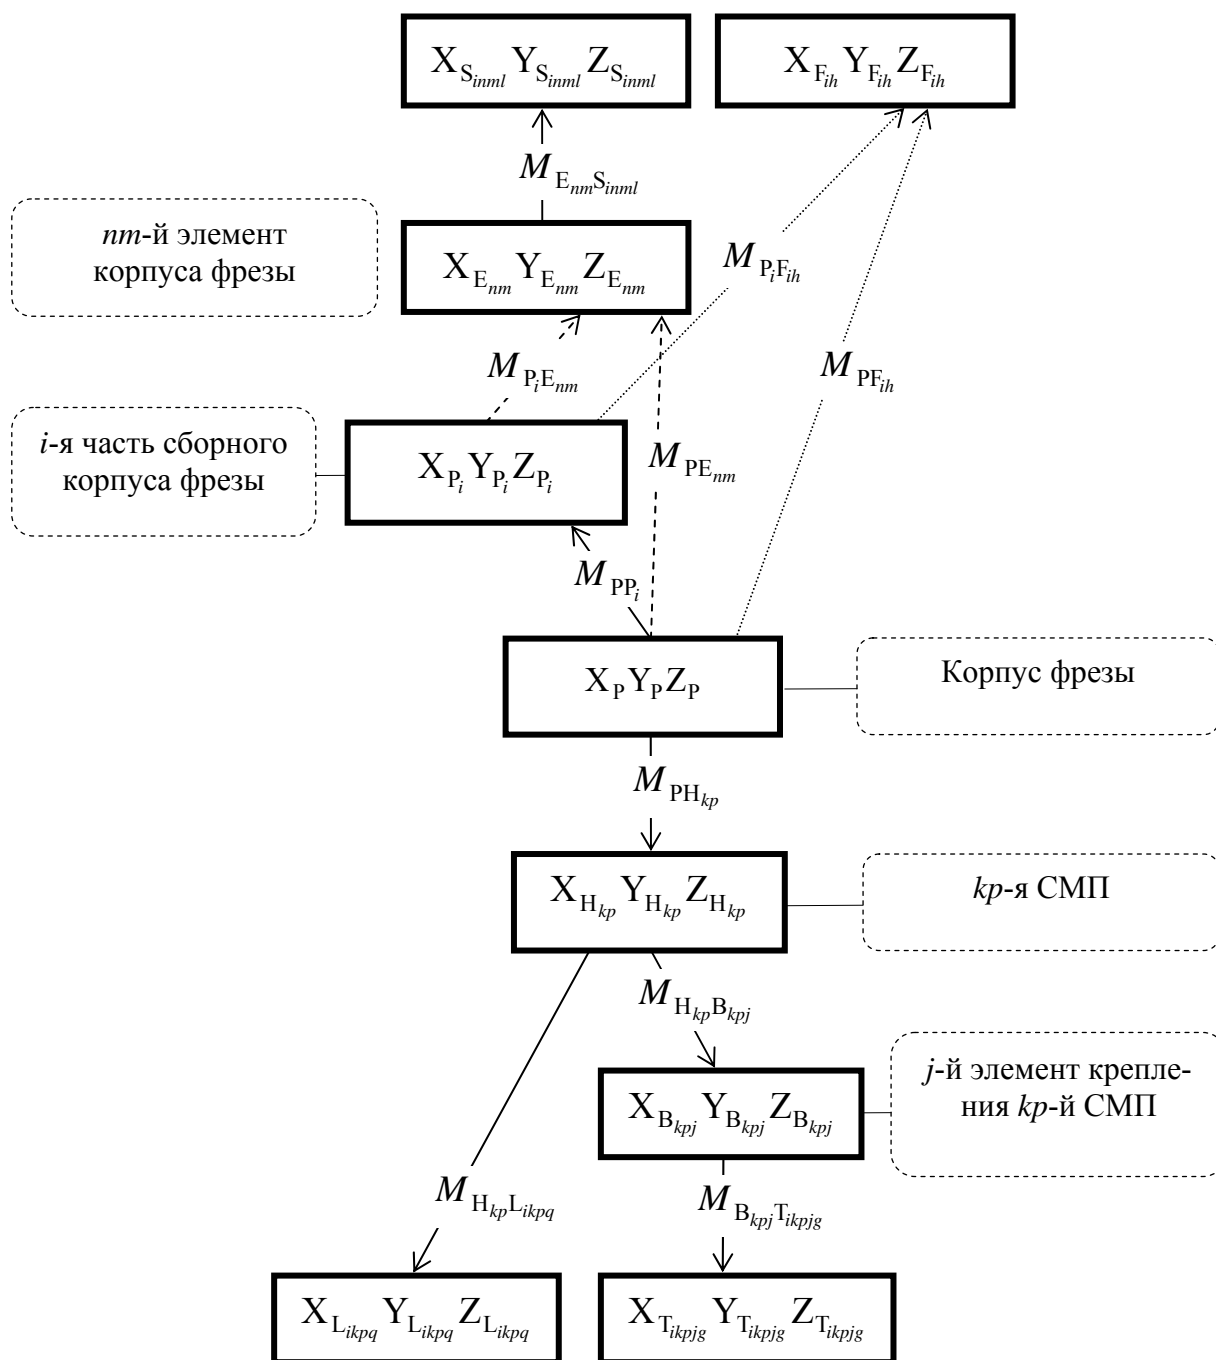 X_{S_{inml}} Y_{S_{inml}} Z_{S_{inml}}
X_{F_{ih}} Y_{F_{ih}} Z_{F_{ih}}
M_{E_{nm}S_{inml}}
nm-й элемент
корпуса фрезы
X_{E_{nm}} Y_{E_{nm}} Z_{E_{nm}}
M_{P_iF_{ih}}
M_{P_iE_{nm}}
M_{PF_{ih}}
i-я часть сборного
корпуса фрезы
X_{P_i} Y_{P_i} Z_{P_i}
M_{PE_{nm}}
M_{PP_i}
X_P Y_P Z_P
Корпус фрезы
M_{PH_{kp}}
X_{H_{kp}} Y_{H_{kp}} Z_{H_{kp}}
kp-я СМП
M_{H_{kp}B_{kpj}}
j-й элемент крепле-
ния kp-й СМП
X_{B_{kpj}} Y_{B_{kpj}} Z_{B_{kpj}}
M_{H_{kp}L_{ikpq}}
M_{B_{kpj}T_{ikpjg}}
X_{L_{ikpq}} Y_{L_{ikpq}} Z_{L_{ikpq}}
X_{T_{ikpjg}} Y_{T_{ikpjg}} Z_{T_{ikpjg}}